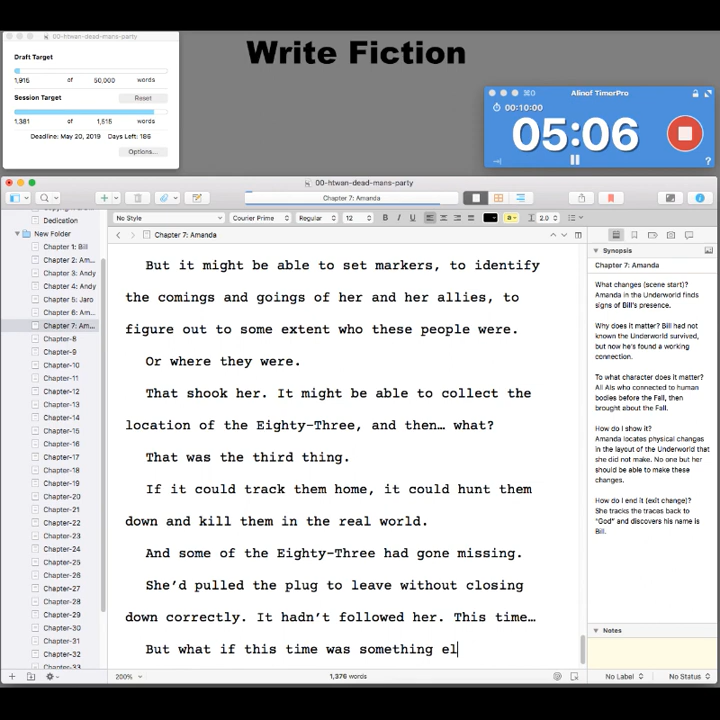 00-htwan-dead-mans-party
Draft Target
1,915 of 50,000 words
Session Target
Reset
1,381 of 1,515 words
Deadline: May 20, 2019 Days Left: 186
Options...
Write Fiction
⌘0 Alinof TimerPro
00:10:00
05:06
?
00-htwan-dead-mans-party
Chapter 7: Amanda
No Style
Courier Prime
Regular
12
B I U
a
2.0
Dedication
New Folder
Chapter 1: Bill
Chapter 2: Am...
Chapter 3: Andy
Chapter 4: Andy
Chapter 5: Jaro
Chapter 6: Am...
Chapter 7: Am...
Chapter-8
Chapter-9
Chapter-10
Chapter-11
Chapter-12
Chapter-13
Chapter-14
Chapter-15
Chapter-16
Chapter-17
Chapter-18
Chapter-19
Chapter-20
Chapter-21
Chapter-22
Chapter-23
Chapter-24
Chapter-25
Chapter-26
Chapter-27
Chapter-28
Chapter-29
Chapter-30
Chapter-31
Chapter-32
Chapter-33
Chapter 7: Amanda
But it might be able to set markers, to identify
the comings and goings of her and her allies, to
figure out to some extent who these people were.
Or where they were.
That shook her. It might be able to collect the
location of the Eighty-Three, and then… what?
That was the third thing.
If it could track them home, it could hunt them
down and kill them in the real world.
And some of the Eighty-Three had gone missing.
She’d pulled the plug to leave without closing
down correctly. It hadn’t followed her. This time…
But what if this time was something el
200%
1,376 words
Synopsis
Chapter 7: Amanda
What changes (scene start)?
Amanda in the Underworld finds
signs of Bill's presence.
Why does it matter? Bill had not
known the Underworld survived,
but now he's found a working
connection.
To what character does it matter?
All AIs who connected to human
bodies before the Fall, then
brought about the Fall.
How do I show it?
Amanda locates physical changes
in the layout of the Underworld that
she did not make. No one but her
should be able to make these
changes.
How do I end it (exit change)?
She tracks the traces back to
"God" and discovers his name is
Bill.
Notes
No Label
No Status